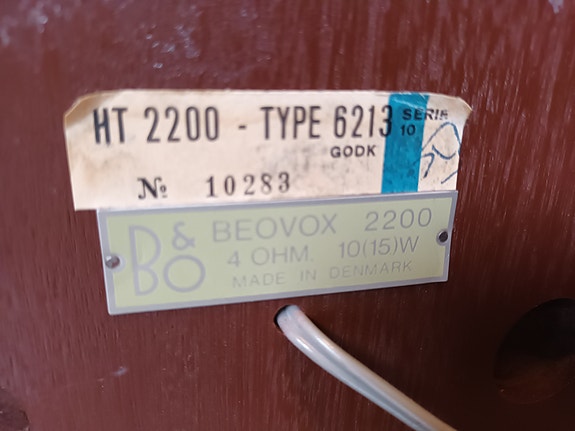 HT 2200 - TYPE 6213
SERIE
10
GODK
№ 10283
B&O
BEOVOX 2200
4 OHM. 10(15)W
MADE IN DENMARK